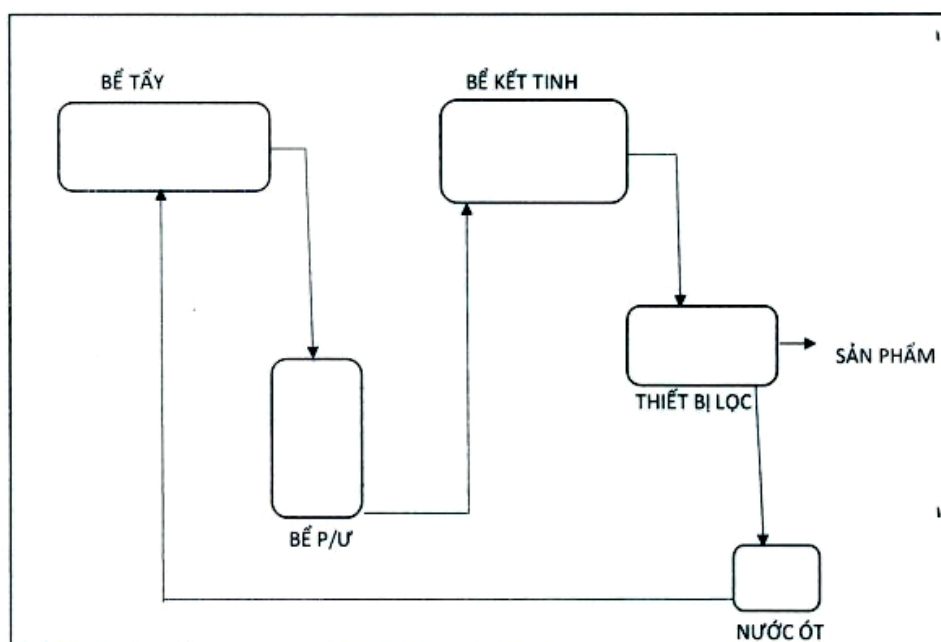 BỂ TẨY
BỂ KẾT TINH
SẢN PHẨM
THIẾT BỊ LỌC
BỂ P/Ư
NƯỚC ÓT